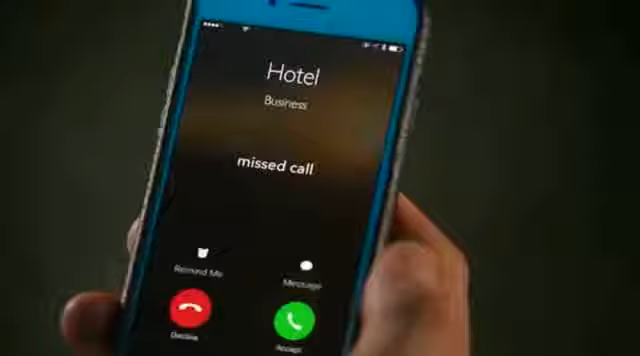 Hotel
Business
missed call
Remind Me
Message
Decline
Accept